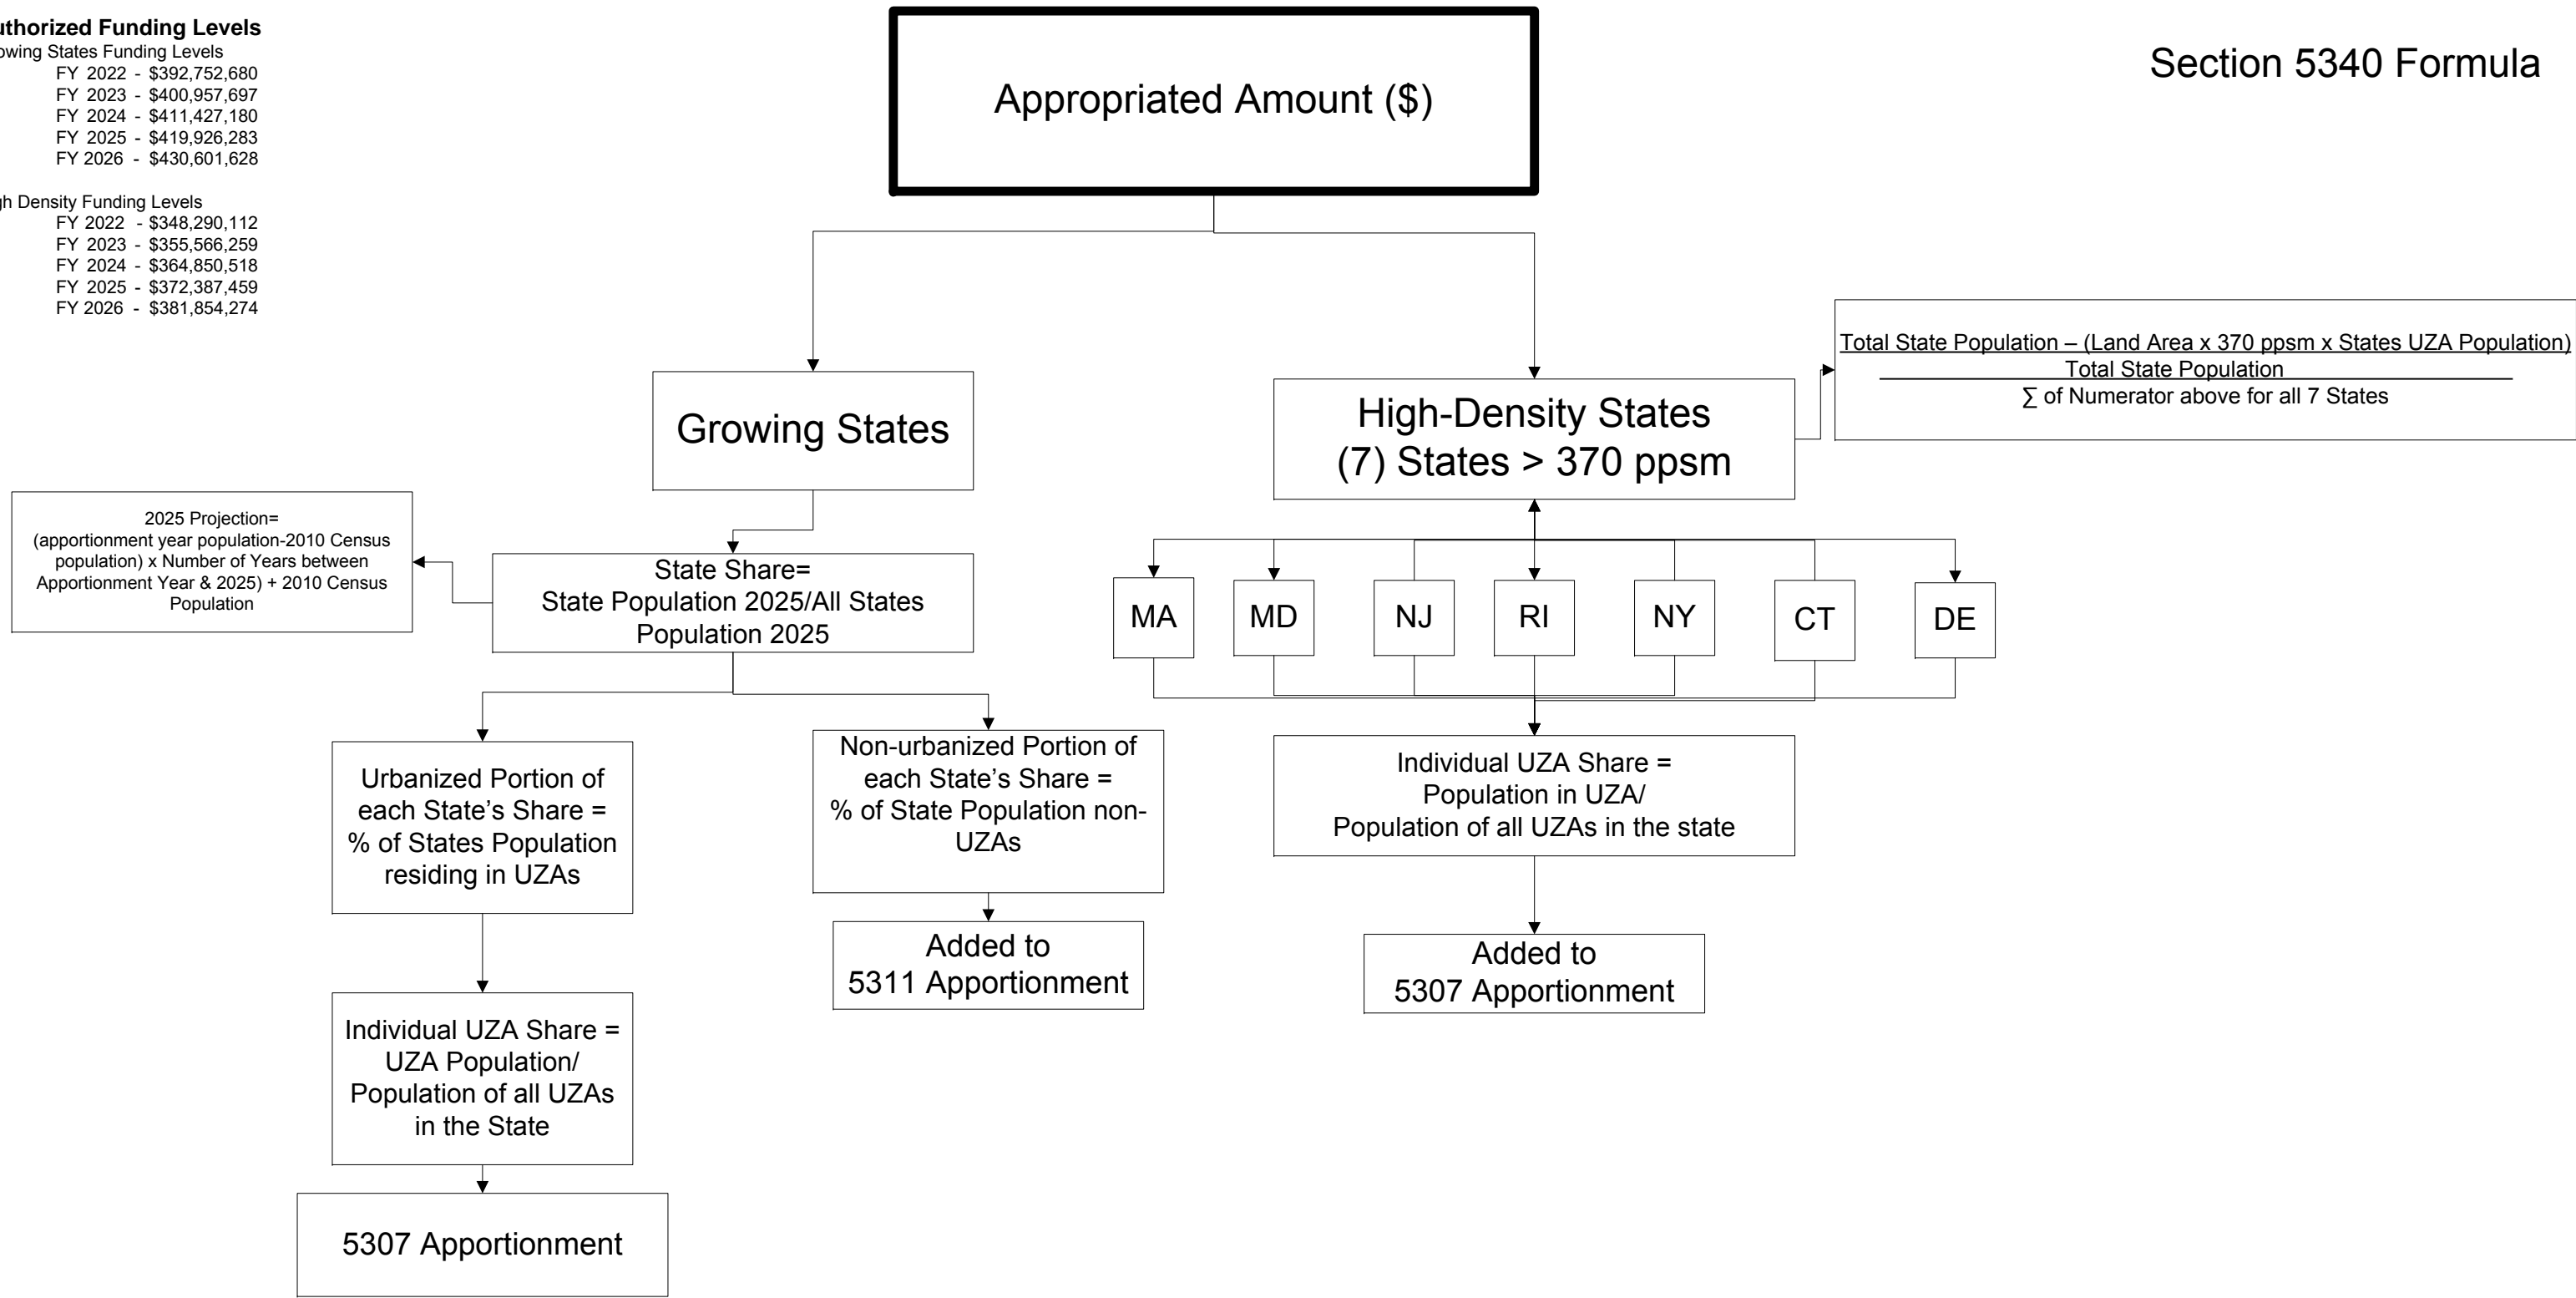 uthorized Funding Levels
owing States Funding Levels
FY 2022 - $392,752,680
FY 2023 - $400,957,697
FY 2024 - $411,427,180
FY 2025 - $419,926,283
FY 2026 - $430,601,628
gh Density Funding Levels
FY 2022 - $348,290,112
FY 2023 - $355,566,259
FY 2024 - $364,850,518
FY 2025 - $372,387,459
FY 2026 - $381,854,274
Appropriated Amount ($)
Section 5340 Formula
Growing States
High-Density States
(7) States > 370 ppsm
Total State Population – (Land Area x 370 ppsm x States UZA Population)
Total State Population
∑ of Numerator above for all 7 States
2025 Projection=
(apportionment year population-2010 Census
population) x Number of Years between
Apportionment Year & 2025) + 2010 Census
Population
State Share=
State Population 2025/All States
Population 2025
MA
MD
NJ
RI
NY
CT
DE
Urbanized Portion of
each State’s Share =
% of States Population
residing in UZAs
Non-urbanized Portion of
each State’s Share =
% of State Population non-
UZAs
Individual UZA Share =
Population in UZA/
Population of all UZAs in the state
Added to
5311 Apportionment
Added to
5307 Apportionment
Individual UZA Share =
UZA Population/
Population of all UZAs
in the State
5307 Apportionment